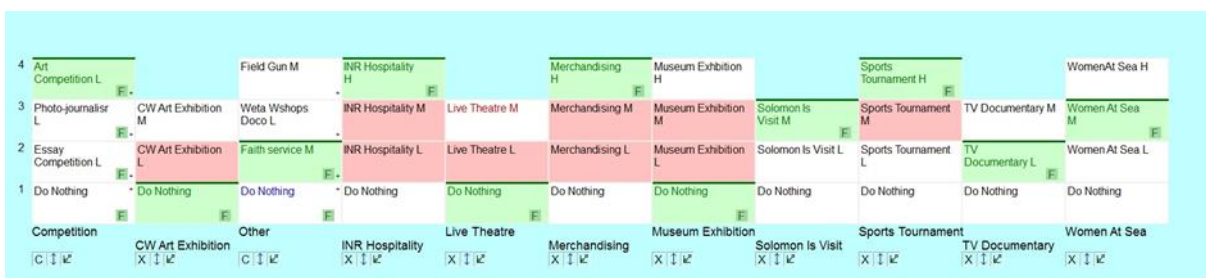 4 Art Field Gun M INR Hospitality Merchandising Museum Exhbition Sports WomenAt Sea H
Competition L H H H Tournament H
F F F F
3 Photo-journalisr CW Art Exhibition Weta Wshops INR Hospitality M Live Theatre M Merchandising M Museum Exhibition Solomon Is Sports Tournament TV Documentary M Women At Sea
L M Doco L M Visit M M M
F F F
2 Essay CW Art Exhibition Faith service M INR Hospitality L Live Theatre L Merchandising L Museum Exhibition Solomon Is Visit L Sports Tournament TV Women At Sea L
Competition L L L L Documentary L
F F F
1 Do Nothing Do Nothing Do Nothing Do Nothing Do Nothing Do Nothing Do Nothing Do Nothing Do Nothing Do Nothing Do Nothing
F F F F F
Competition Other Live Theatre Museum Exhibition Sports Tournament Women At Sea
CW Art Exhibition INR Hospitality Merchandising Solomon Is Visit TV Documentary
C X C X X X X X X X X